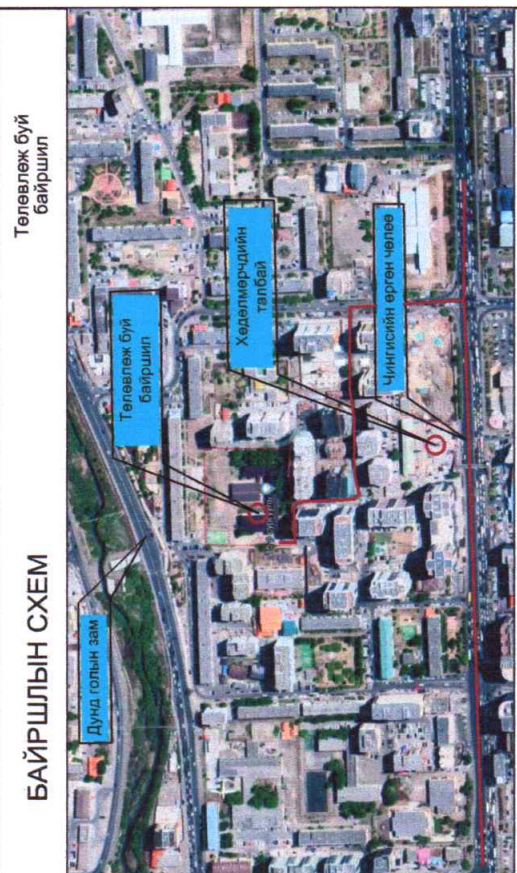 БАЙРШЛЫН СХЕМ
Төлөвлөж буй
байршил
Дунд голын зам
Төлөвлөж буй
байршил
Хөдөлмөрчдийн
талбай
Чингисийн өргөн чөлөө